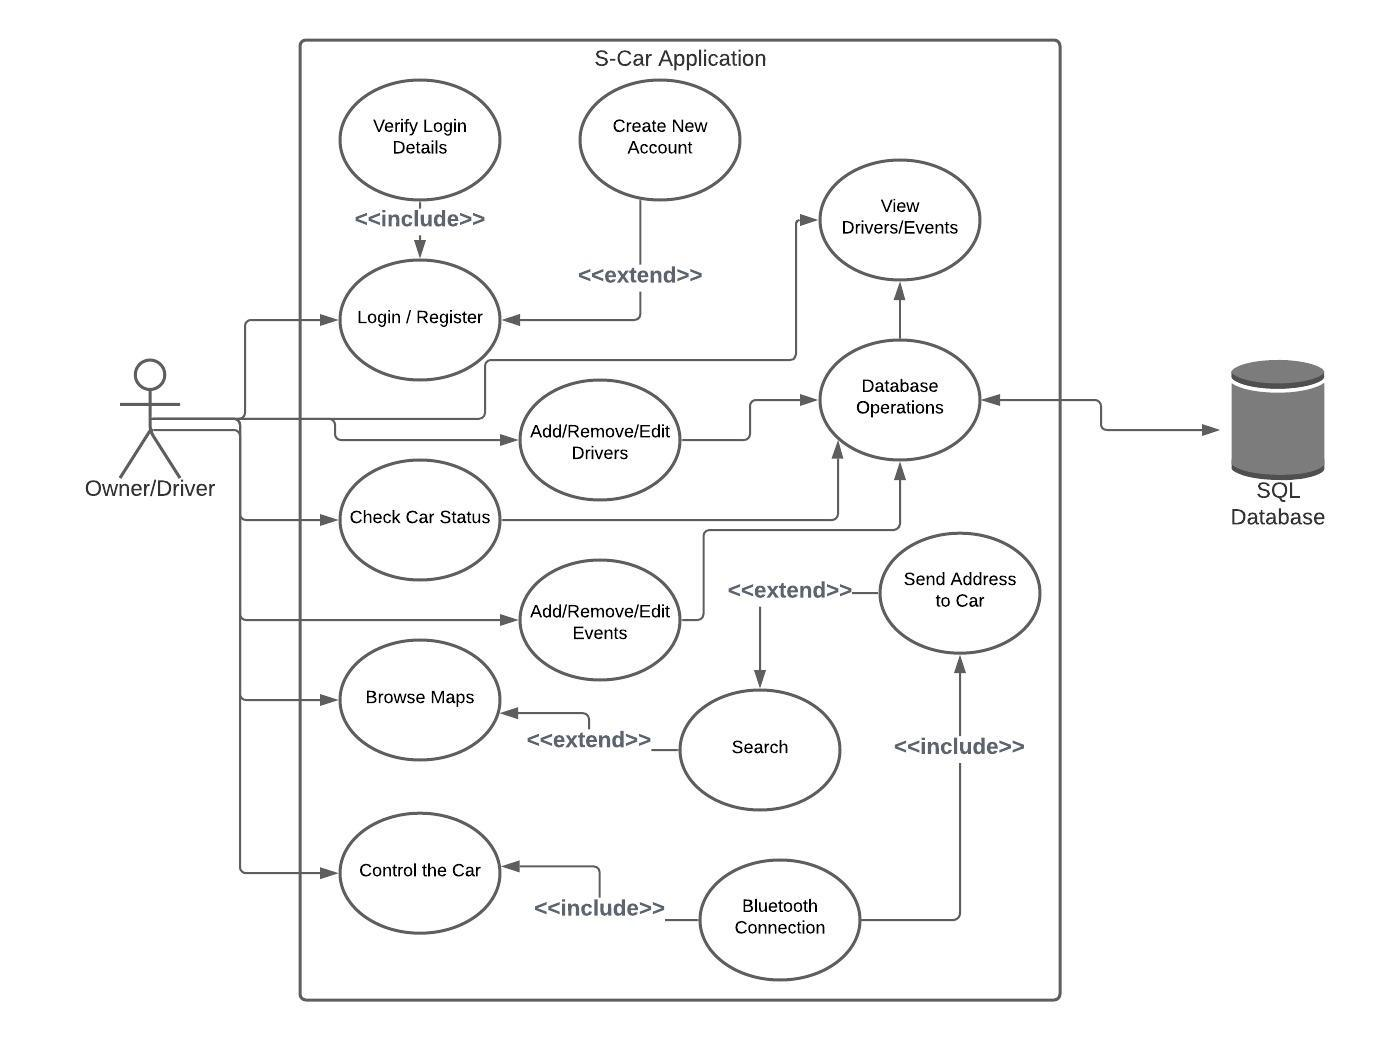 S-Car Application
Verify Login
Details
Create New
Account
<<include>>
View
Drivers/Events
<<extend>>
Login / Register
Database
Operations
Add/Remove/Edit
Drivers
Owner/Driver
SQL
Database
Check Car Status
Send Address
to Car
<<extend>>
Add/Remove/Edit
Events
Browse Maps
<<extend>>
Search
<<include>>
Control the Car
<<include>>
Bluetooth
Connection